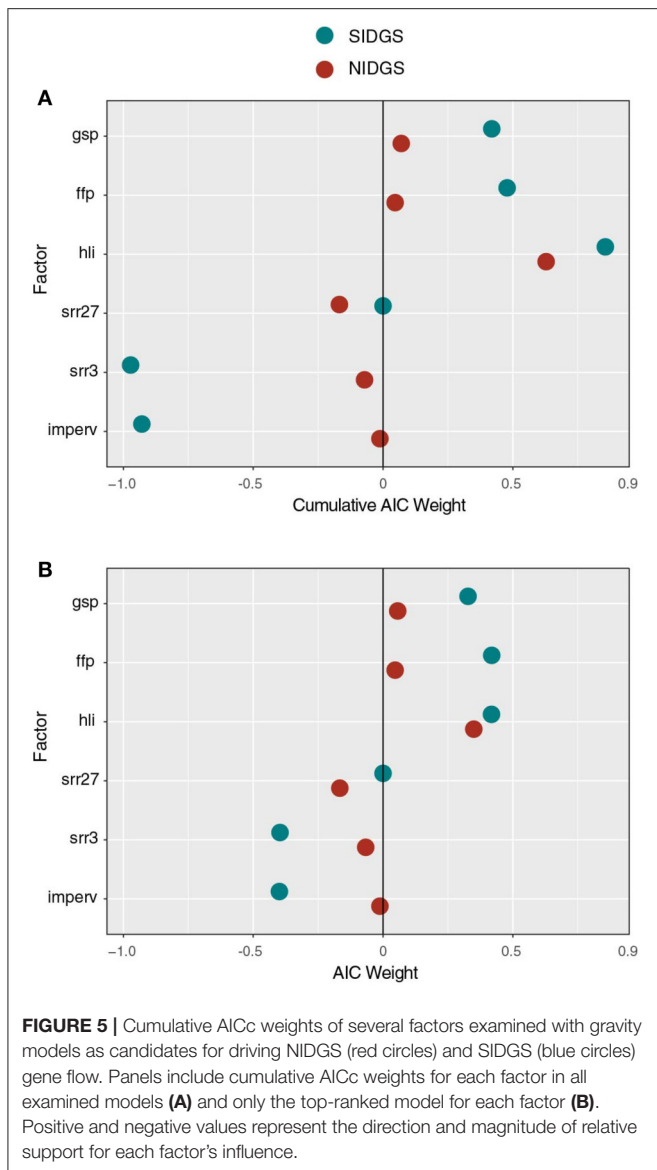 SIDGS
NIDGS
A
gsp
ffp
hli
srr27
srr3
imperv
Factor
−1.0 -0.5 0 0.5 0.9
Cumulative AIC Weight
B
gsp
ffp
hli
srr27
srr3
imperv
Factor
−1.0 -0.5 0 0.5 0.9
AIC Weight
FIGURE 5 | Cumulative AICc weights of several factors examined with gravity
models as candidates for driving NIDGS (red circles) and SIDGS (blue circles)
gene flow. Panels include cumulative AICc weights for each factor in all
examined models (A) and only the top-ranked model for each factor (B).
Positive and negative values represent the direction and magnitude of relative
support for each factor's influence.